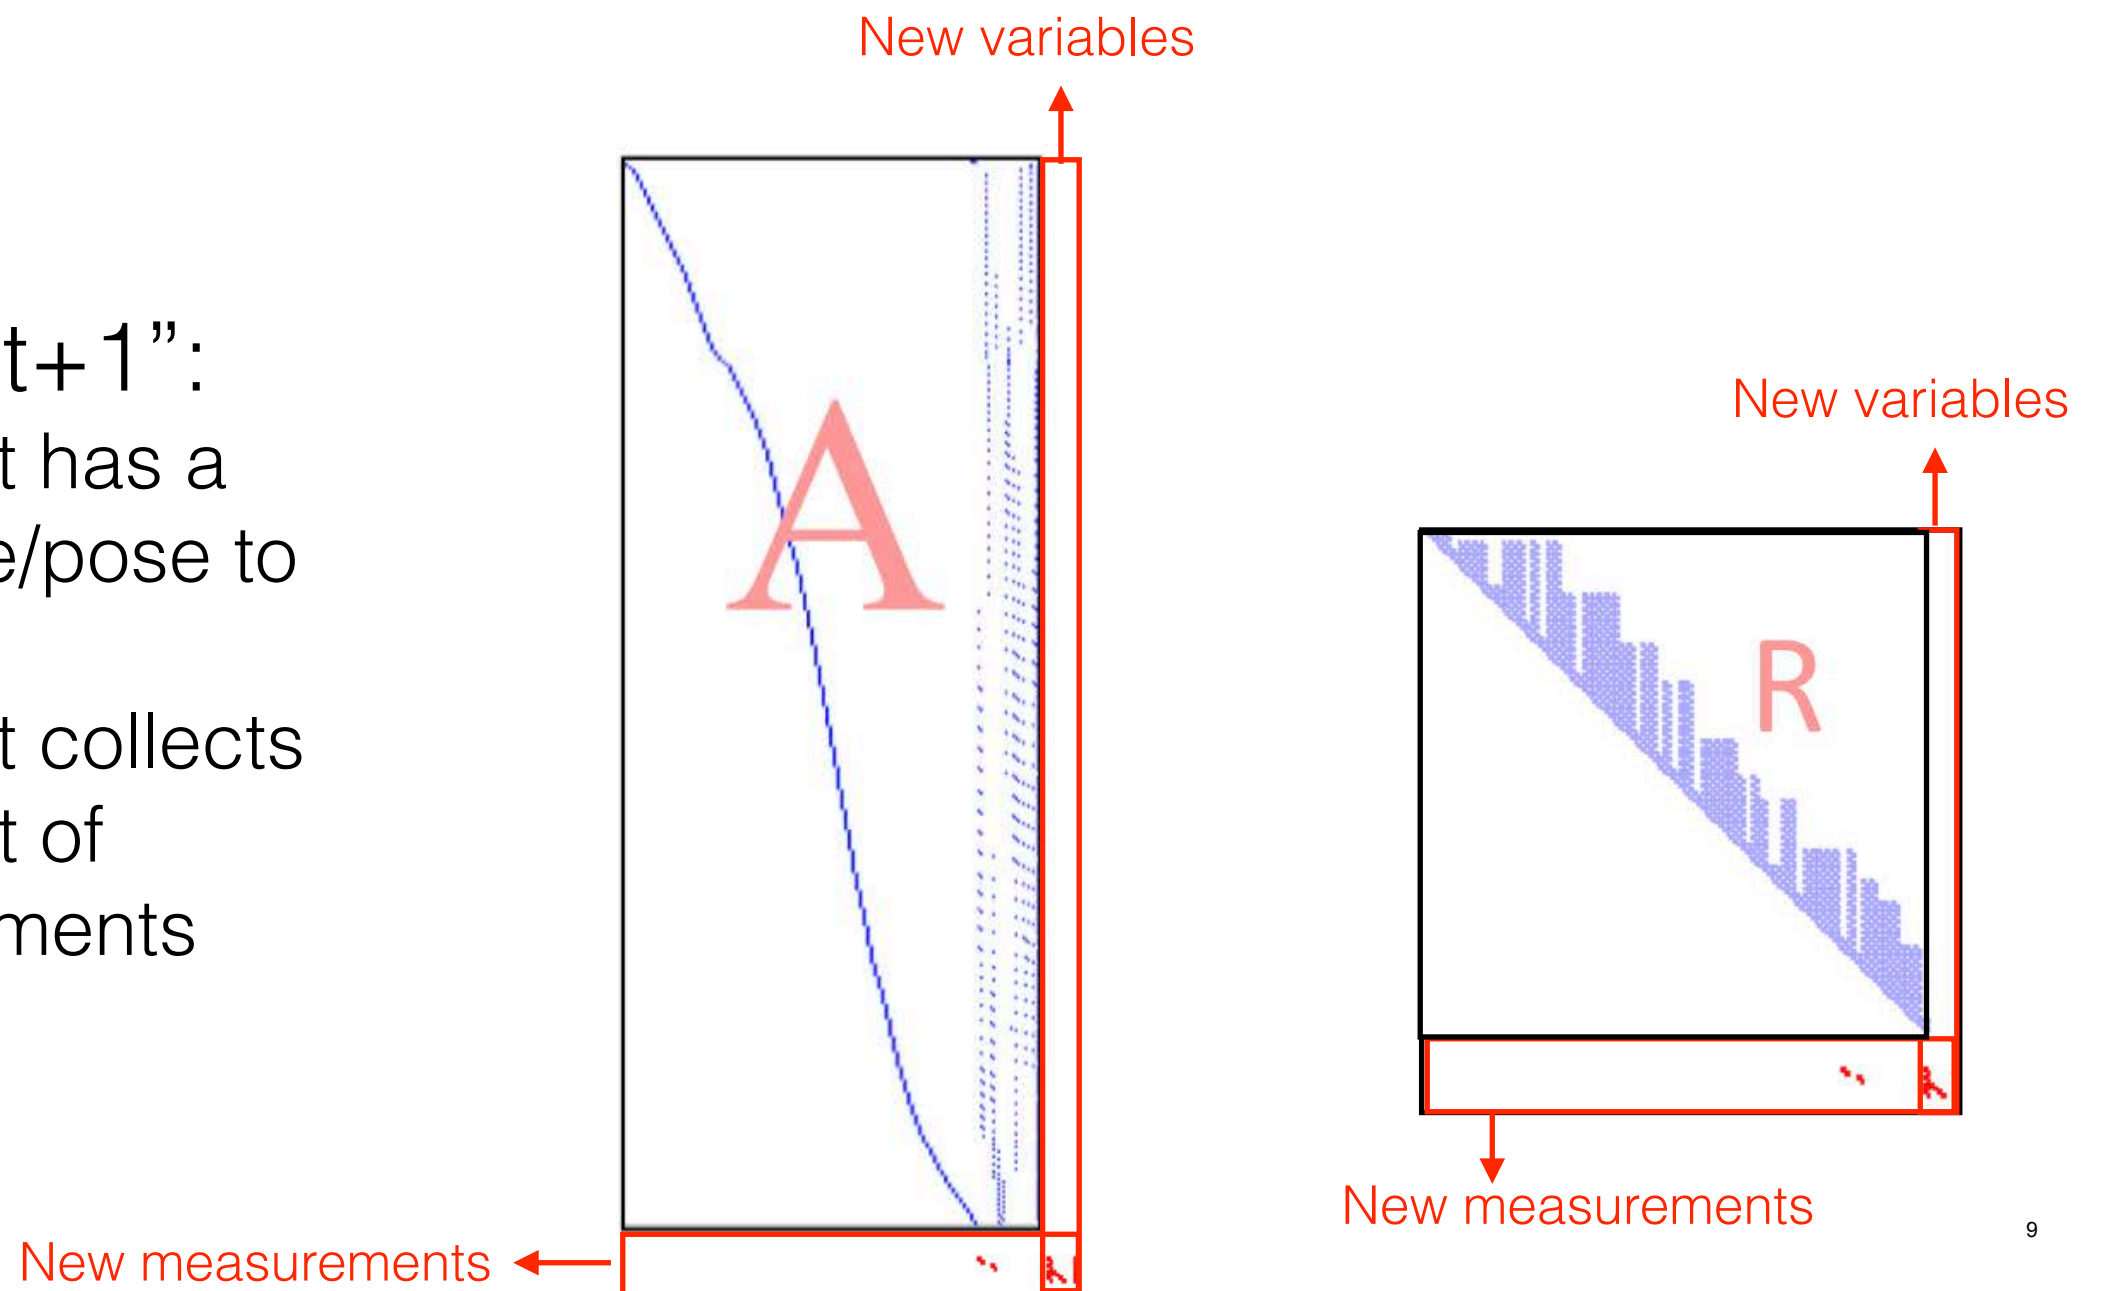 New variables
t+1”:
t has a
e/pose to
t collects
t of
ments
A
New measurements
New variables
R
New measurements
9